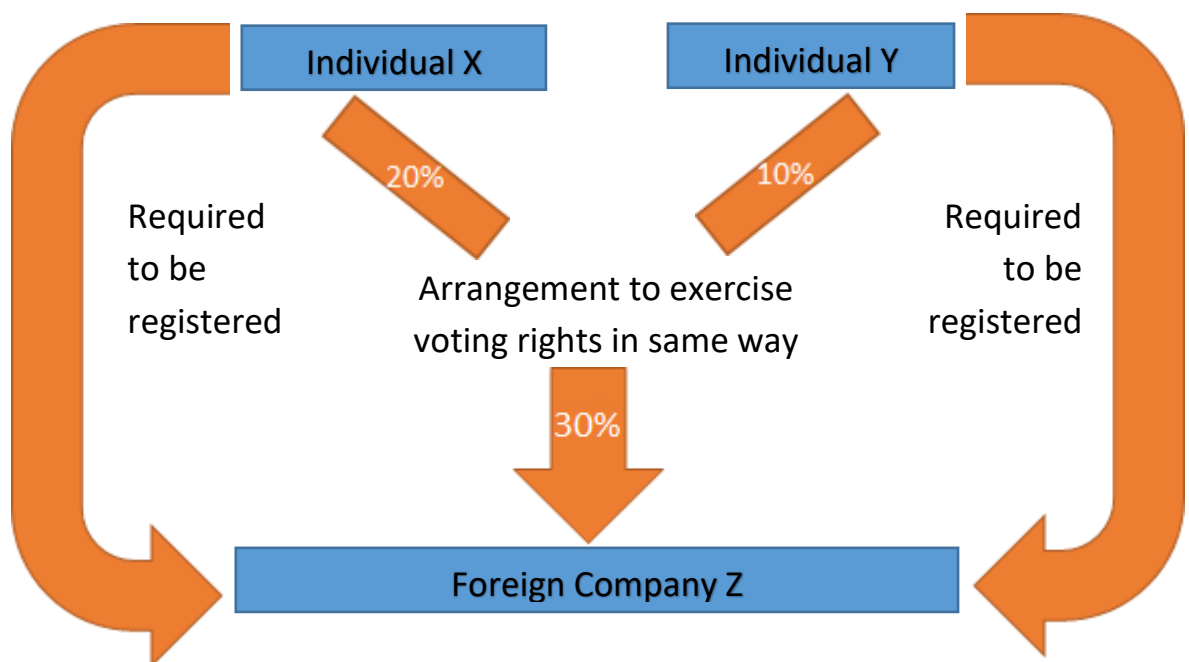 Individual X
Individual Y
20%
10%
Required
to be
registered
Required
to be
registered
Arrangement to exercise
voting rights in same way
30%
Foreign Company Z